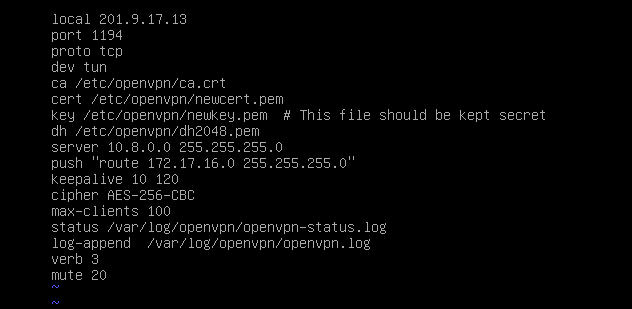 local 201.9.17.13
port 1194
proto tcp
dev tun
ca /etc/openvpn/ca.crt
cert /etc/openvpn/newcert.pem
key /etc/openvpn/newkey.pem  # This file should be kept secret
dh /etc/openvpn/dh2048.pem
server 10.8.0.0 255.255.255.0
push "route 172.17.16.0 255.255.255.0"
keepalive 10 120
cipher AES-256-CBC
max-clients 100
status /var/log/openvpn/openvpn-status.log
log-append  /var/log/openvpn/openvpn.log
verb 3
mute 20
~
~